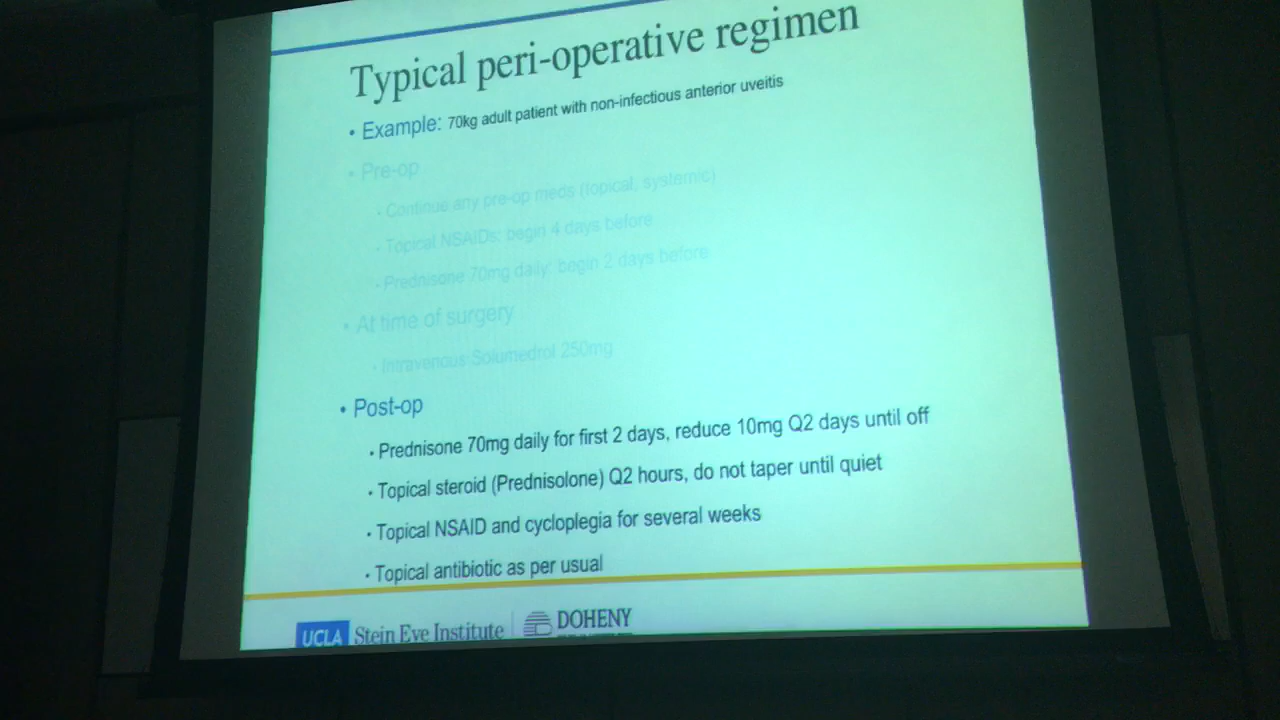 Typical peri-operative regimen
• Example: 70kg adult patient with non-infectious anterior uveitis
• Pre-op
• Continue any pre-op meds (topical, systemic)
• Topical NSAIDs: begin 4 days before
• Prednisone 70mg daily: begin 2 days before
• At time of surgery
• Intravenous Solumedrol 250mg
• Post-op
• Prednisone 70mg daily for first 2 days, reduce 10mg Q2 days until off
• Topical steroid (Prednisolone) Q2 hours, do not taper until quiet
• Topical NSAID and cycloplegia for several weeks
• Topical antibiotic as per usual
UCLA Stein Eye Institute DOHENY